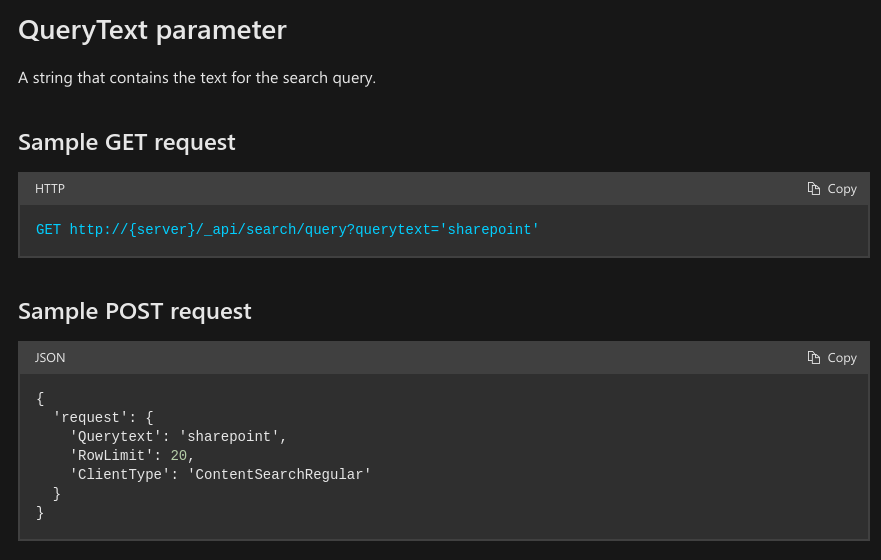 QueryText parameter
A string that contains the text for the search query.
Sample GET request
HTTP
Copy
GET http://{server}/_api/search/query?querytext='sharepoint'
Sample POST request
JSON
Copy
{
  'request': {
    'Querytext': 'sharepoint',
    'RowLimit': 20,
    'ClientType': 'ContentSearchRegular'
  }
}